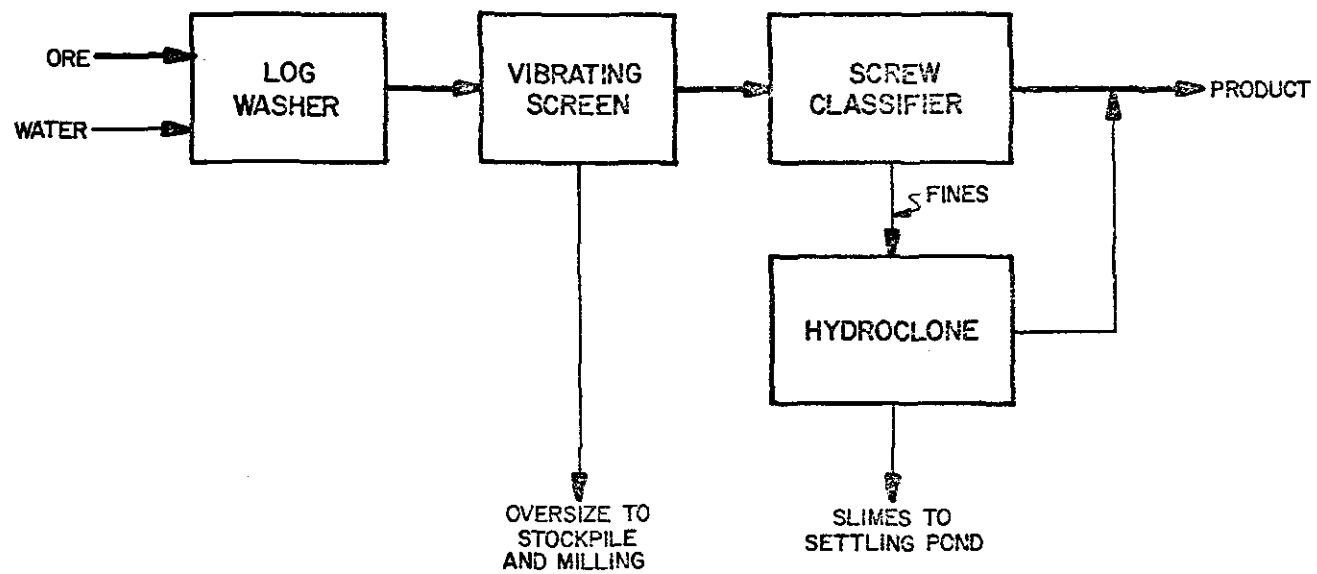 ORE
WATER
LOG
WASHER
VIBRATING
SCREEN
SCREW
CLASSIFIER
PRODUCT
FINES
HYDROCLONE
OVERSIZE TO
STOCKPILE
AND MILLING
SLIMES TO
SETTLING POND